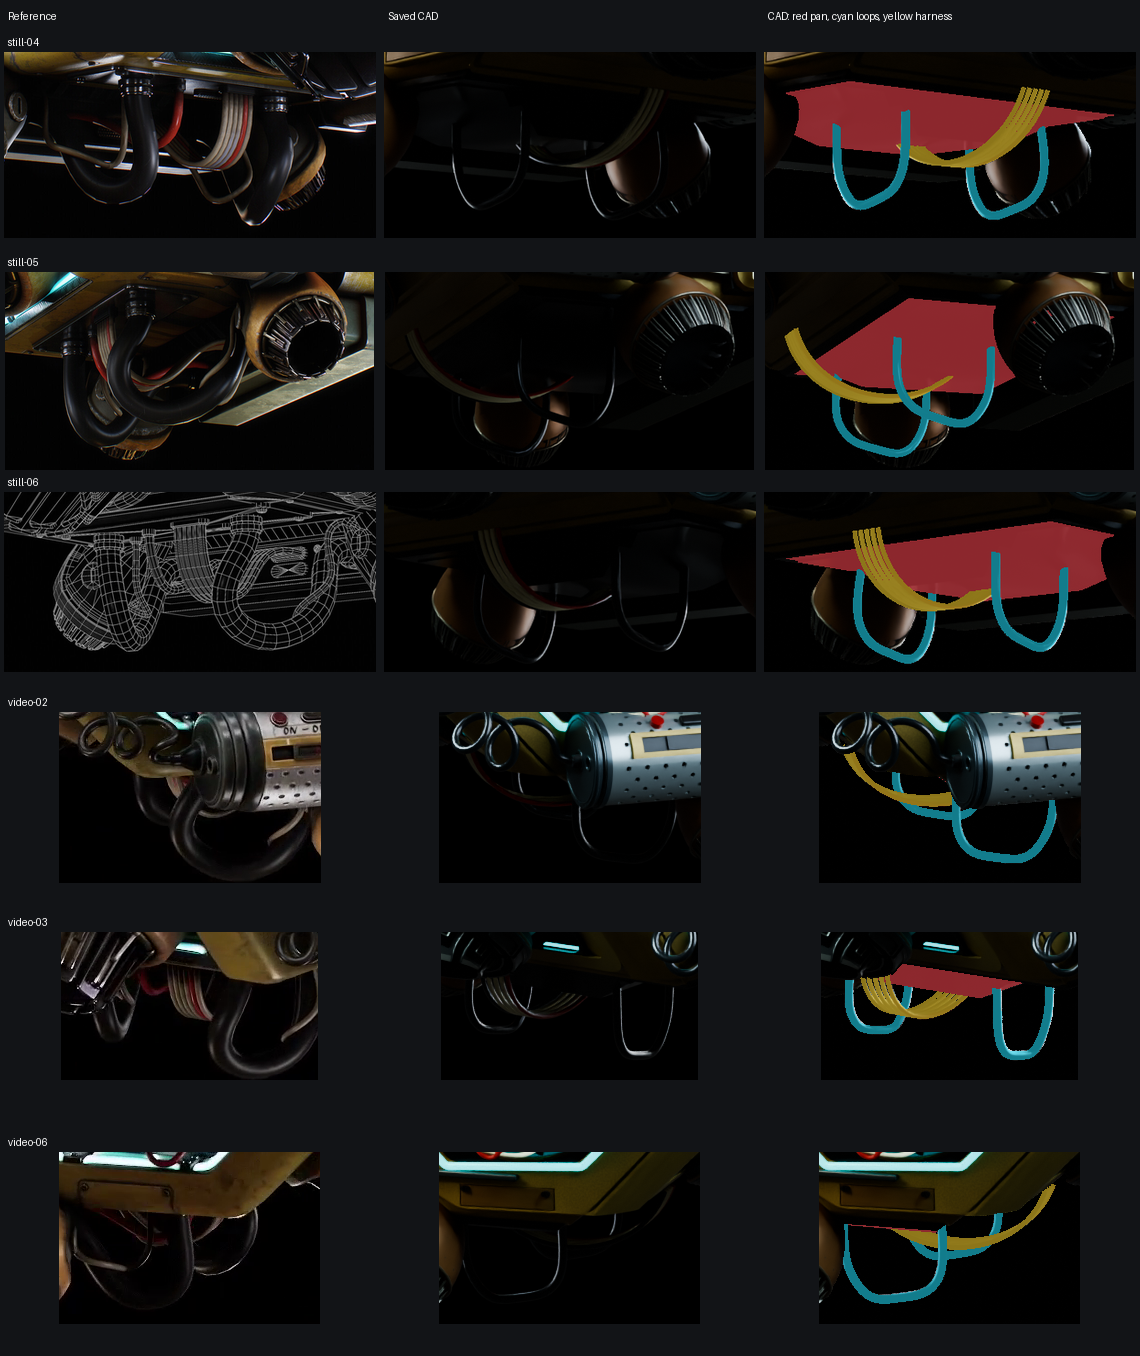 Reference
Saved CAD
CAD: red pan, cyan loops, yellow harness
still-04
still-05
still-06
video-02
ON - O
video-03
video-06